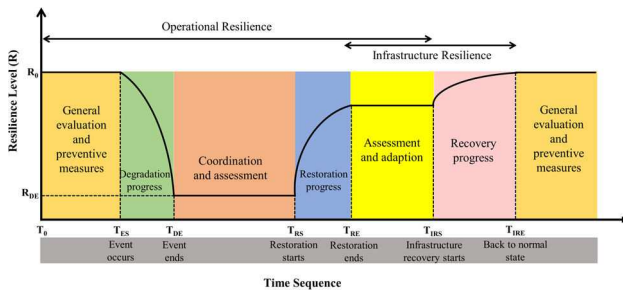 Operational Resilience
Infrastructure Resilience
Resilience Level (R)
R0
RDE
General
evaluation
and
preventive
measures
Degradation
progress
Coordination
and assessment
Restoration
progress
Assessment
and adaption
Recovery
progress
General
evaluation
and
preventive
measures
T0
TES
TDE
TRS
TRE
TIRS
TIRE
Event
occurs
Event
ends
Restoration
starts
Restoration
ends
Infrastructure
recovery starts
Back to normal
state
Time Sequence